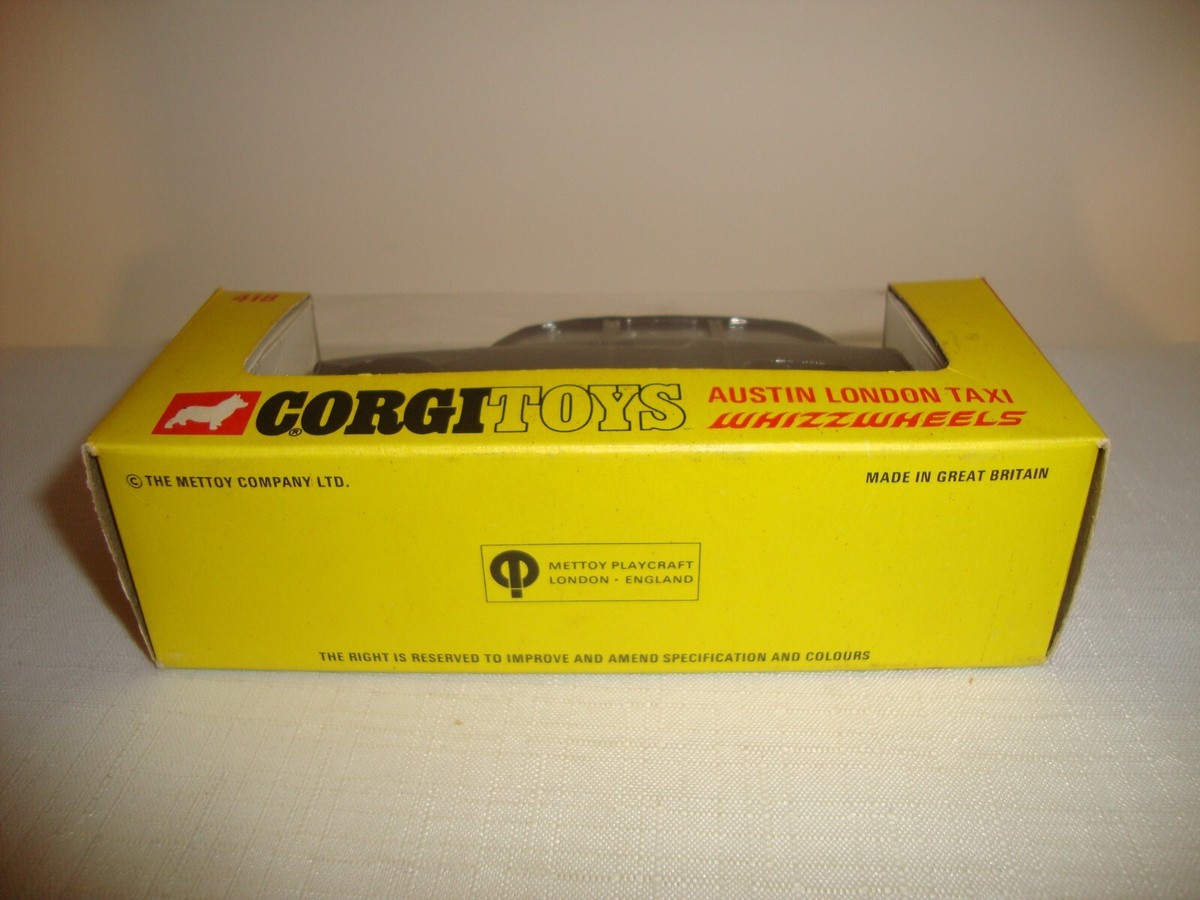 418
CORGI TOYS
®
AUSTIN LONDON TAXI
WHIZZWHEELS
© THE METTOY COMPANY LTD.
MADE IN GREAT BRITAIN
METTOY PLAYCRAFT
LONDON - ENGLAND
THE RIGHT IS RESERVED TO IMPROVE AND AMEND SPECIFICATION AND COLOURS